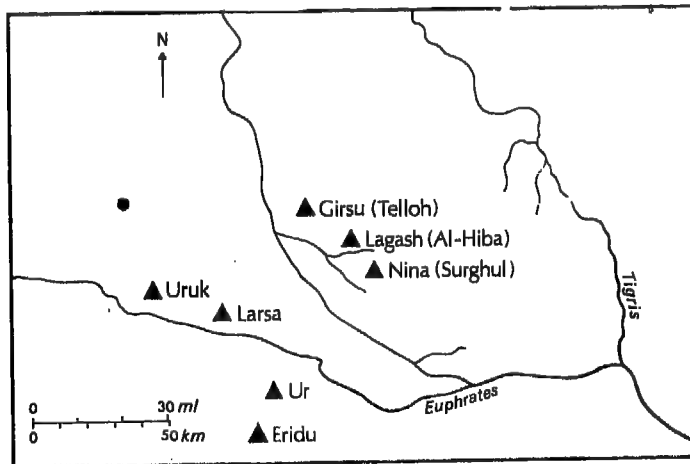 N
Girsu (Telloh)
Lagash (Al-Hiba)
Nina (Surghul)
Uruk
Larsa
Tigris
Ur
Euphrates
0 30 ml
0 50 km
Eridu